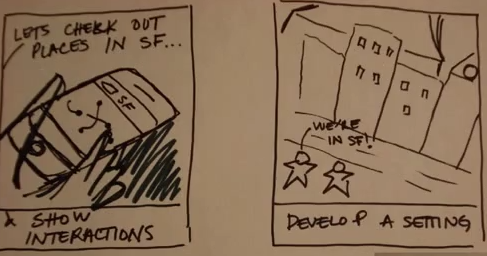 LETS CHECK OUT
PLACES IN SF...
SF
SHOW
INTERACTIONS
WE'RE
IN SF!
DEVELOP A SETTING